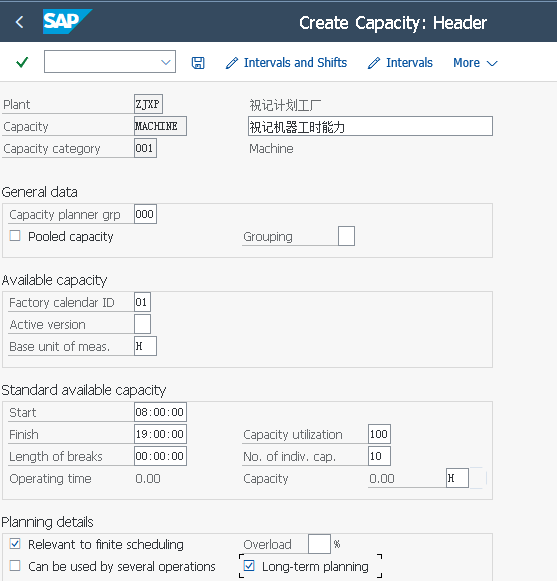 SAP Create Capacity: Header
Intervals and Shifts Intervals More
Plant ZJXP 祝记计划工厂
Capacity MACHINE 祝记机器工时能力
Capacity category 001 Machine
General data
Capacity planner grp 000
Pooled capacity Grouping
Available capacity
Factory calendar ID 01
Active version
Base unit of meas. H
Standard available capacity
Start 08:00:00
Finish 19:00:00 Capacity utilization 100
Length of breaks 00:00:00 No. of indiv. cap. 10
Operating time 0.00 Capacity 0.00 H
Planning details
Relevant to finite scheduling Overload %
Can be used by several operations Long-term planning